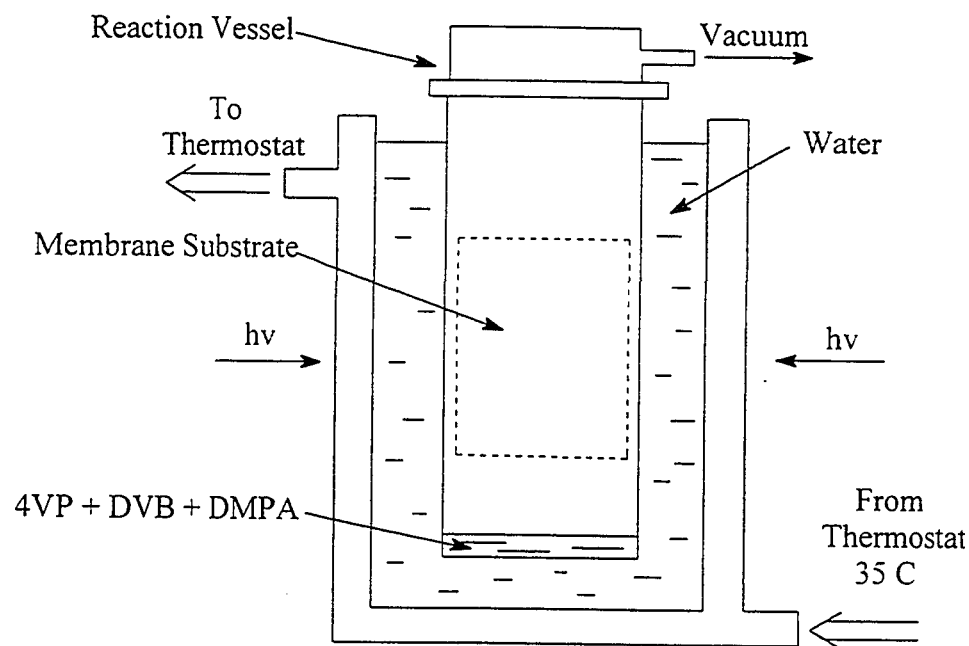 Reaction Vessel
Vacuum
To
Thermostat
Water
Membrane Substrate
hv
hv
4VP + DVB + DMPA
From
Thermostat
35 C